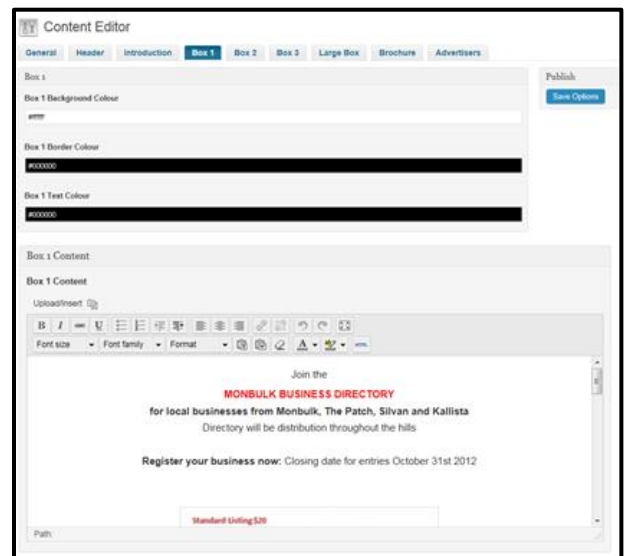 Content Editor
General Header Introduction Box 1 Box 2 Box 3 Large Box Brochure Advertisers
Box 1
Publish
Box 1 Background Colour
Save Options
#ffffff
Box 1 Border Colour
#000000
Box 1 Text Colour
#000000
Box 1 Content
Box 1 Content
Upload/Insert
B I ABC U
Font size Font family Format A HTML
Join the
MONBULK BUSINESS DIRECTORY
for local businesses from Monbulk, The Patch, Silvan and Kallista
Directory will be distribution throughout the hills
Register your business now: Closing date for entries October 31st 2012
Standard Listing $20
Path: